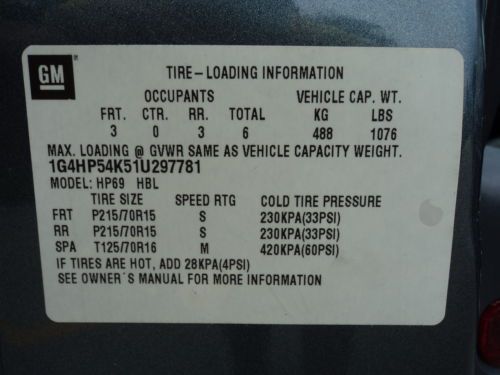 GM
TIRE-LOADING INFORMATION
OCCUPANTS VEHICLE CAP. WT.
FRT. CTR. RR. TOTAL KG LBS
3 0 3 6 488 1076
MAX. LOADING @ GVWR SAME AS VEHICLE CAPACITY WEIGHT.
1G4HP54K51U297781
MODEL: HP69 HBL
TIRE SIZE SPEED RTG COLD TIRE PRESSURE
FRT P215/70R15 S 230KPA(33PSI)
RR P215/70R15 S 230KPA(33PSI)
SPA T125/70R16 M 420KPA(60PSI)
IF TIRES ARE HOT, ADD 28KPA(4PSI)
SEE OWNER'S MANUAL FOR MORE INFORMATION